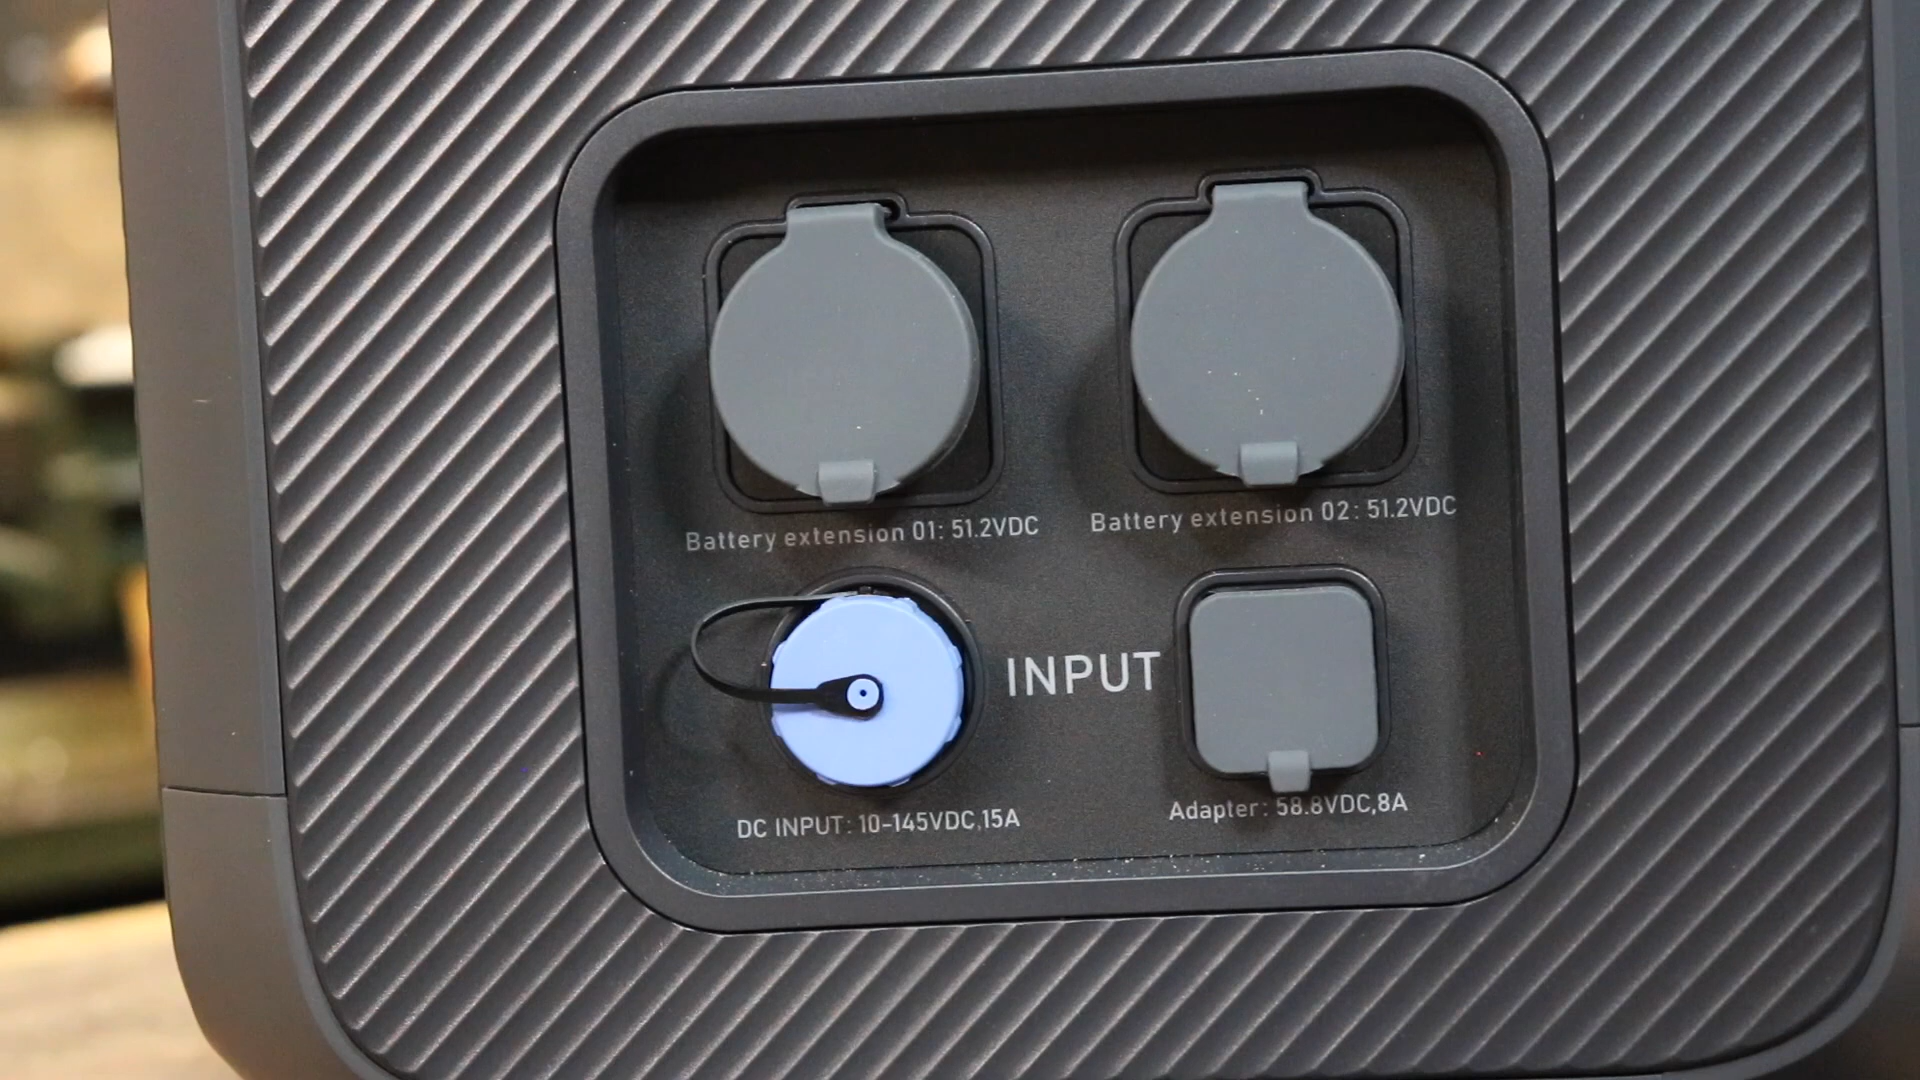 Battery extension 01: 51.2VDC
Battery extension 02: 51.2VDC
INPUT
DC INPUT: 10-145VDC,15A
Adapter: 58.8VDC,8A